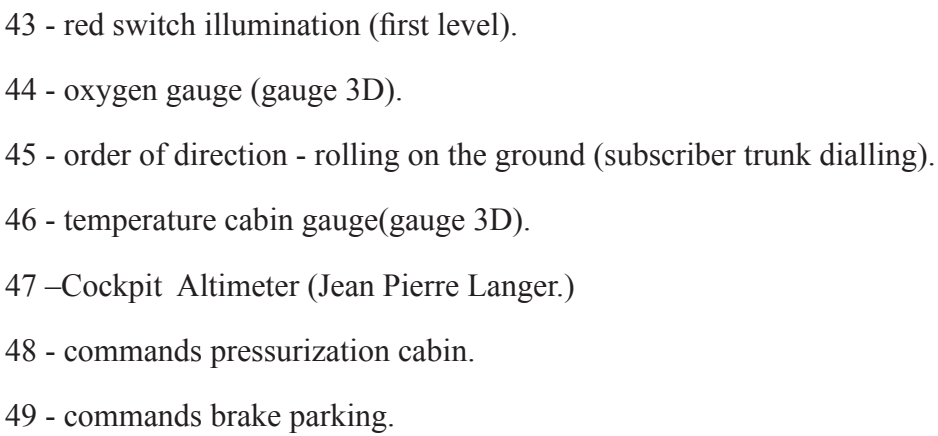 43 - red switch illumination (first level).
44 - oxygen gauge (gauge 3D).
45 - order of direction - rolling on the ground (subscriber trunk dialling).
46 - temperature cabin gauge(gauge 3D).
47 –Cockpit  Altimeter (Jean Pierre Langer.)
48 - commands pressurization cabin.
49 - commands brake parking.